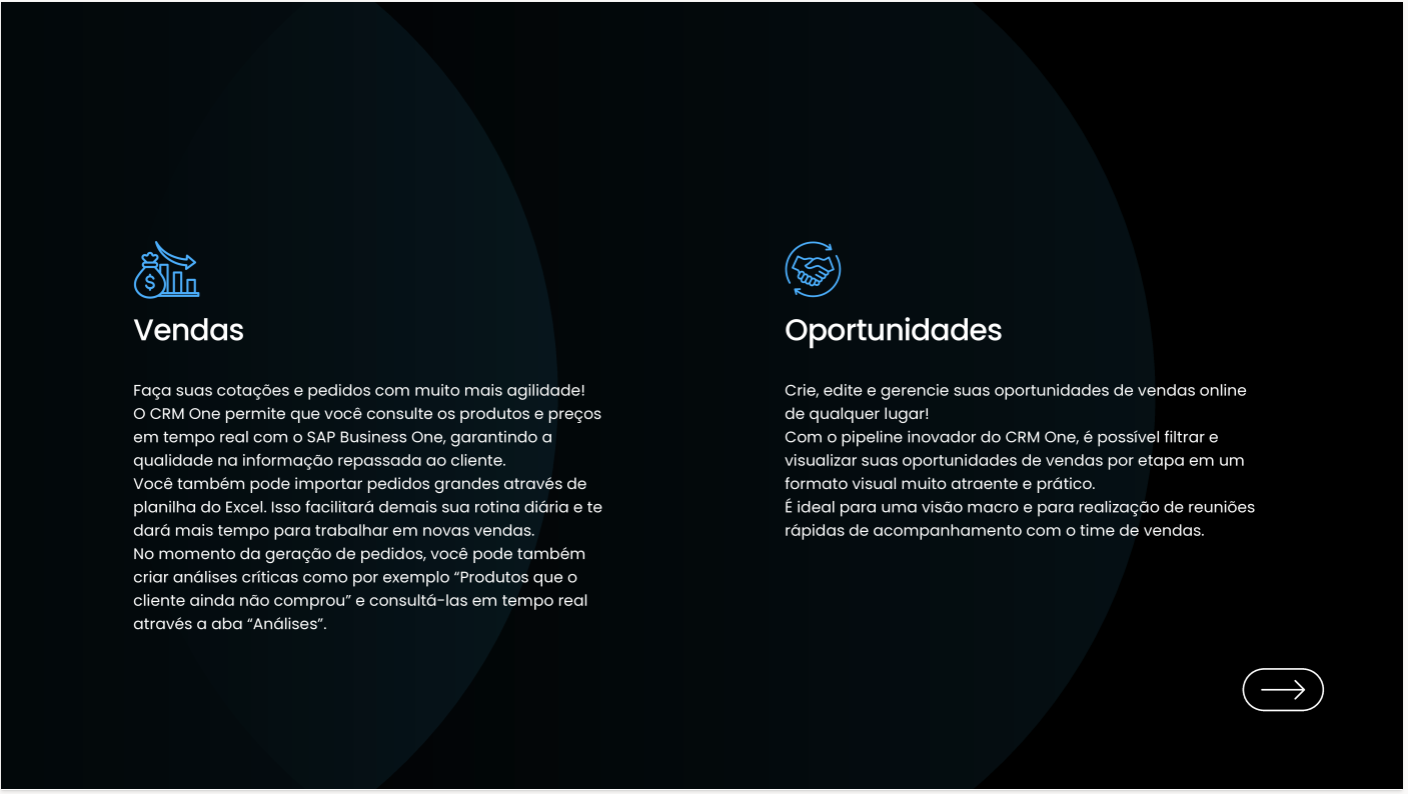 Vendas
Faça suas cotações e pedidos com muito mais agilidade!
O CRM One permite que você consulte os produtos e preços
em tempo real com o SAP Business One, garantindo a
qualidade na informação repassada ao cliente.
Você também pode importar pedidos grandes através de
planilha do Excel. Isso facilitará demais sua rotina diária e te
dará mais tempo para trabalhar em novas vendas.
No momento da geração de pedidos, você pode também
criar análises críticas como por exemplo “Produtos que o
cliente ainda não comprou” e consultá-las em tempo real
através a aba “Análises”.
Oportunidades
Crie, edite e gerencie suas oportunidades de vendas online
de qualquer lugar!
Com o pipeline inovador do CRM One, é possível filtrar e
visualizar suas oportunidades de vendas por etapa em um
formato visual muito atraente e prático.
É ideal para uma visão macro e para realização de reuniões
rápidas de acompanhamento com o time de vendas.